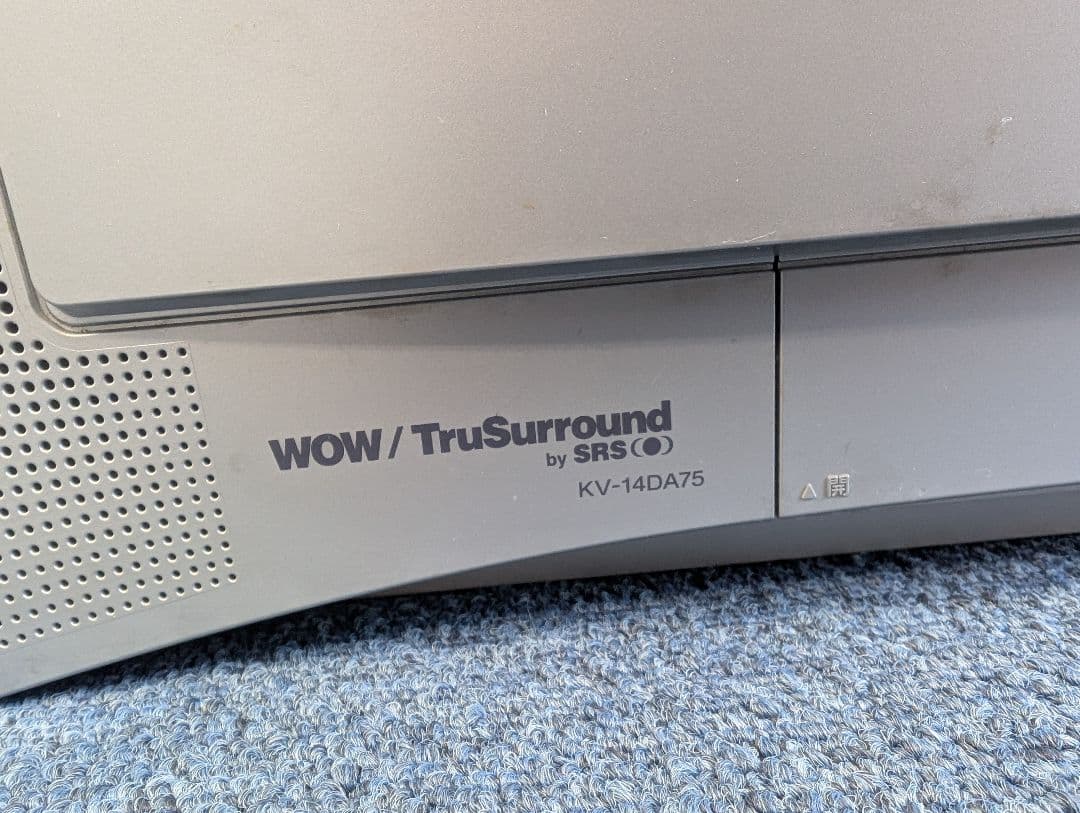 WOW/TruSurround
by SRS(●)
KV-14DA75
△ 開